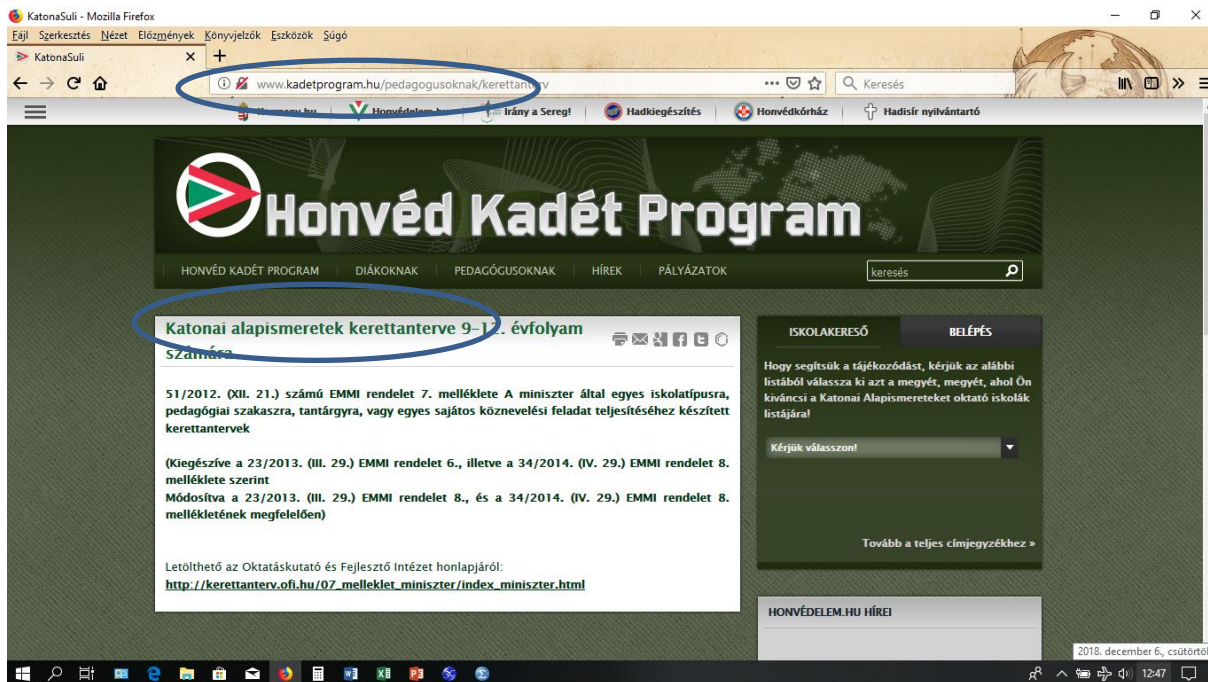 KatonaSuli - Mozilla Firefox
Fájl Szerkesztés Nézet Előzmények Könyvjelzők Eszközök Súgó
KatonaSuli
www.kadetprogram.hu/pedagogusoknak/kerettanterv
Keresés
Kormany.hu Honvédelem.hu Irány a Sereg! Hadkiegészítés Honvédkórház Hadisír nyilvántartó
Honvéd Kadét Program
HONVÉD KADÉT PROGRAM DIÁKOKNAK PEDAGÓGUSOKNAK HÍREK PÁLYÁZATOK
keresés
Katonai alapismeretek kerettanterve 9-12. évfolyam
számára
51/2012. (XII. 21.) számú EMMI rendelet 7. melléklete A miniszter által egyes iskolatípusra,
pedagógiai szakaszra, tantárgyra, vagy egyes sajátos köznevelési feladat teljesítéséhez készített
kerettantervek
(Kiegészíve a 23/2013. (III. 29.) EMMI rendelet 6., illetve a 34/2014. (IV. 29.) EMMI rendelet 8.
melléklete szerint
Módosítva a 23/2013. (III. 29.) EMMI rendelet 8., és a 34/2014. (IV. 29.) EMMI rendelet 8.
mellékletének megfelelően)
Letölthető az Oktatáskutató és Fejlesztő Intézet honlapjáról:
http://kerettanterv.ofi.hu/07_melleklet_miniszter/index_miniszter.html
ISKOLAKERESŐ BELÉPÉS
Hogy segítsük a tájékozódást, kérjük az alábbi
listából válassza ki azt a megyét, megyét, ahol Ön
kiváncsi a Katonai Alapismereteket oktató iskolák
listájára!
Kérjük válasszon!
Tovább a teljes címjegyzékhez »
HONVÉDELEM.HU HÍREI
2018. december 6., csütörtö
12:47